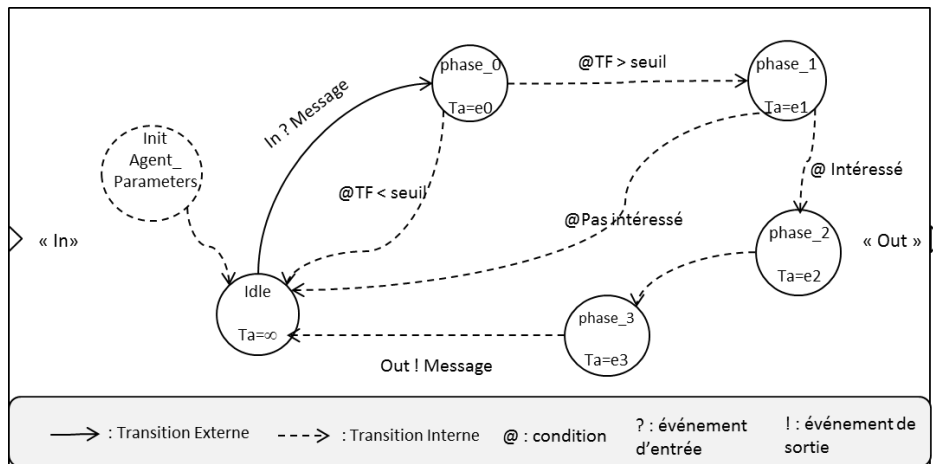 phase_0
Ta=e0
@TF > seuil
phase_1
Ta=e1
In ? Message
Init
Agent_
Parameters
@TF < seuil
@ Intéressé
@Pas intéressé
« In»
phase_2
Ta=e2
« Out »
Idle
Ta=∞
phase_3
Ta=e3
Out ! Message
: Transition Externe
: Transition Interne
@ : condition
? : événement
d'entrée
! : événement de
sortie